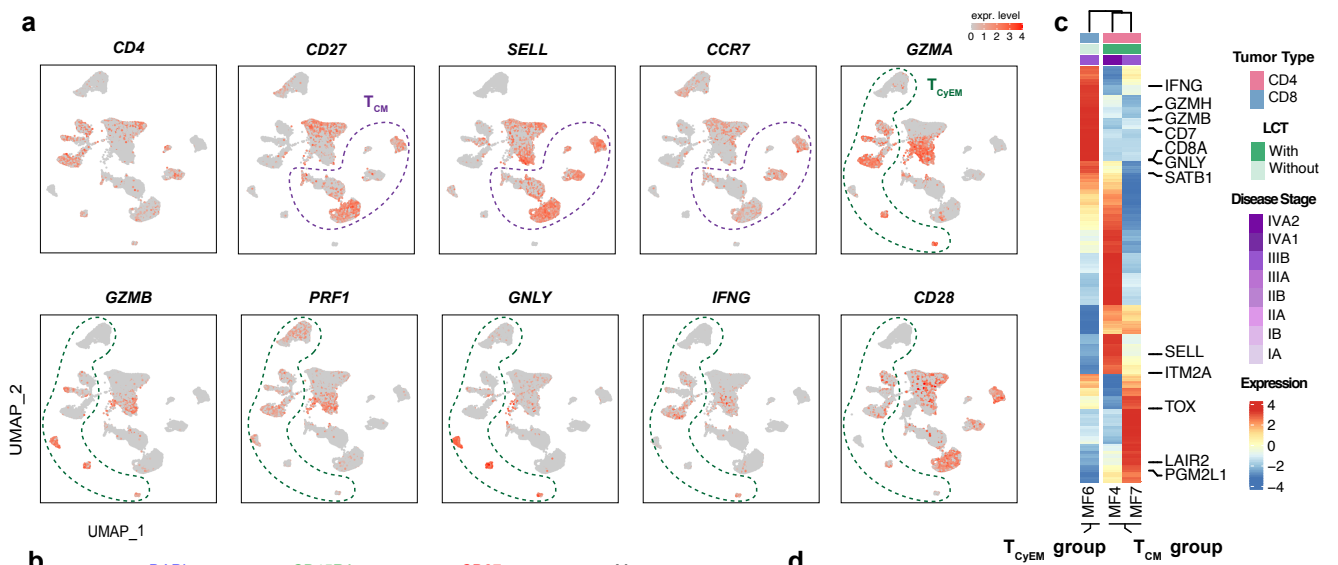 a
expr. level
0 1 2 3 4
CD4
CD27
SELL
CCR7
GZMA
TCM
TCyEM
GZMB
PRF1
GNLY
IFNG
CD28
UMAP_2
UMAP_1
c
IFNG
GZMH
GZMB
CD7
CD8A
GNLY
SATB1
SELL
ITM2A
TOX
LAIR2
PGM2L1
MF6
MF4
MF7
TCyEM group
TCM group
Tumor Type
CD4
CD8
LCT
With
Without
Disease Stage
IVA2
IVA1
IIIB
IIIA
IIB
IIA
IB
IA
Expression
4
2
0
−2
−4
b
d